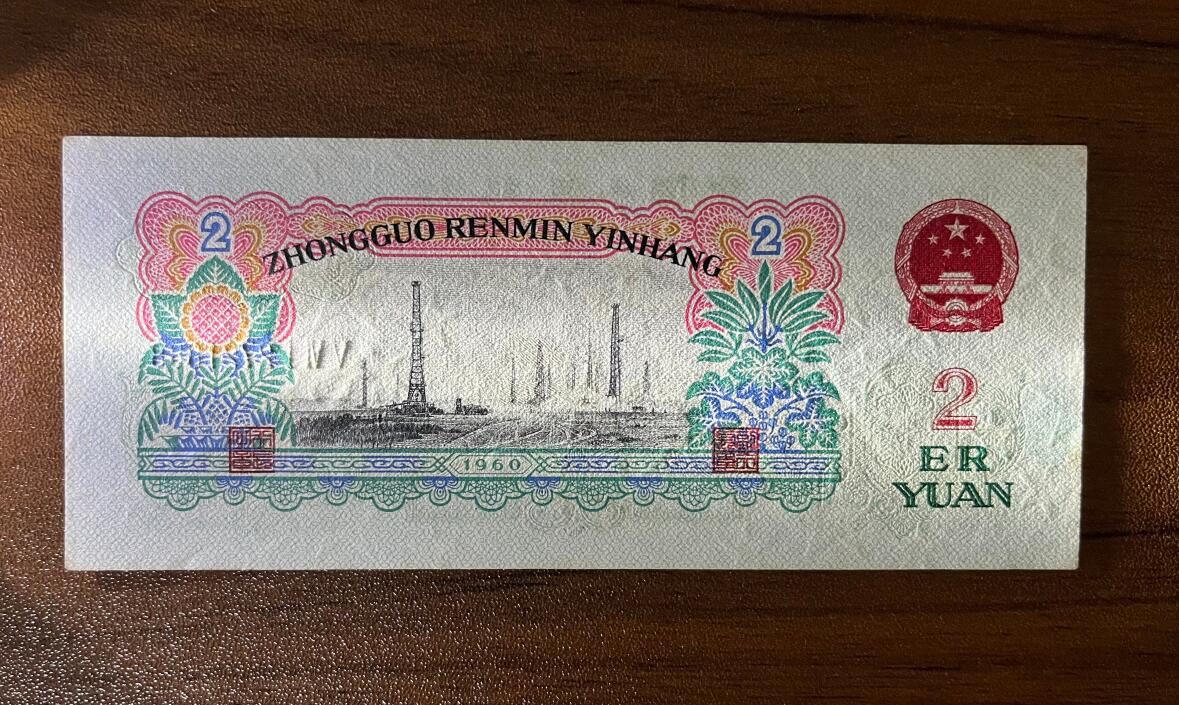 2 2
ZHONGGUO RENMIN YINHANG
1960
2
ER
YUAN